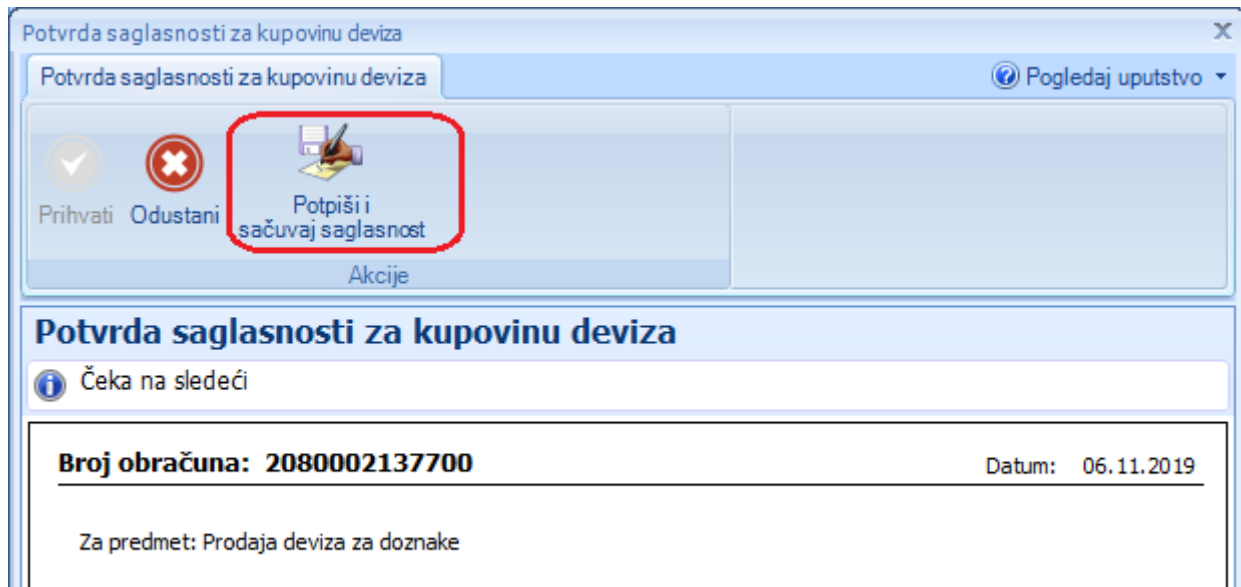 Potvrda saglasnosti za kupovinu deviza
Potvrda saglasnosti za kupovinu deviza
Pogledaj uputstvo
Prihvati
Odustani
Potpiši i
sačuvaj saglasnost
Akcije
Potvrda saglasnosti za kupovinu deviza
Čeka na sledeći
Broj obračuna: 2080002137700
Datum: 06.11.2019
Za predmet: Prodaja deviza za doznake